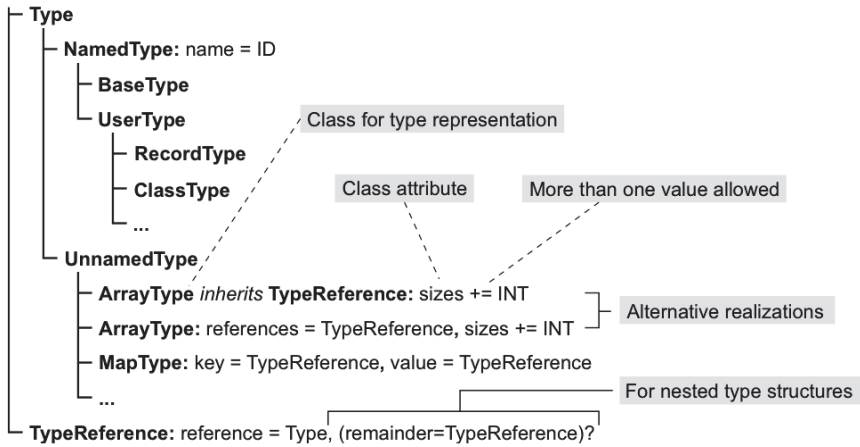 Type
NamedType: name = ID
BaseType
UserType
Class for type representation
RecordType
ClassType
Class attribute
More than one value allowed
...
UnnamedType
ArrayType inherits TypeReference: sizes += INT
ArrayType: references = TypeReference, sizes += INT
Alternative realizations
MapType: key = TypeReference, value = TypeReference
...
For nested type structures
TypeReference: reference = Type, (remainder=TypeReference)?